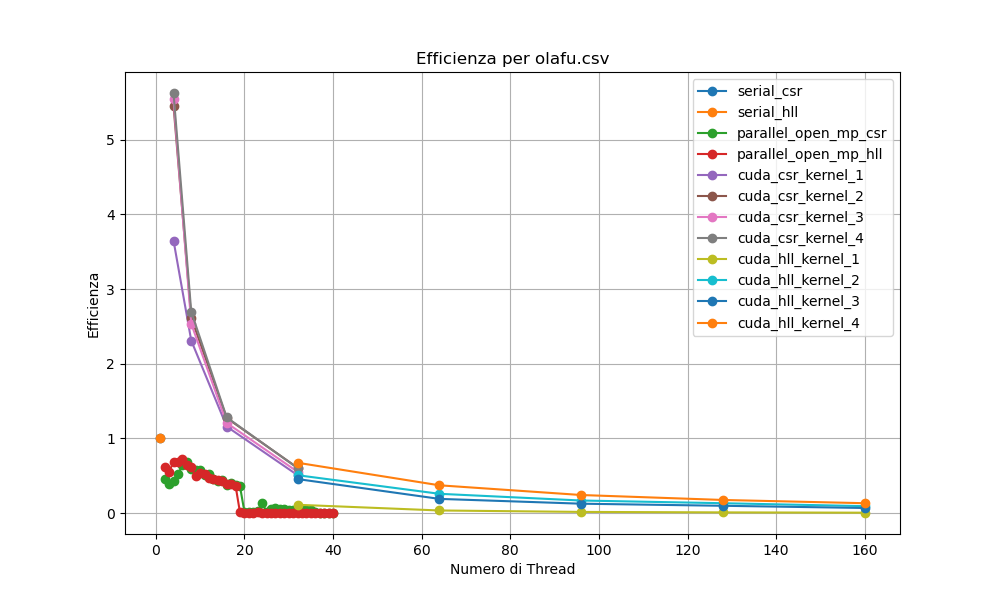 Efficienza per olafu.csv
Efficienza
5
4
3
2
1
0
0 20 40 60 80 100 120 140 160
Numero di Thread
serial_csr
serial_hll
parallel_open_mp_csr
parallel_open_mp_hll
cuda_csr_kernel_1
cuda_csr_kernel_2
cuda_csr_kernel_3
cuda_csr_kernel_4
cuda_hll_kernel_1
cuda_hll_kernel_2
cuda_hll_kernel_3
cuda_hll_kernel_4